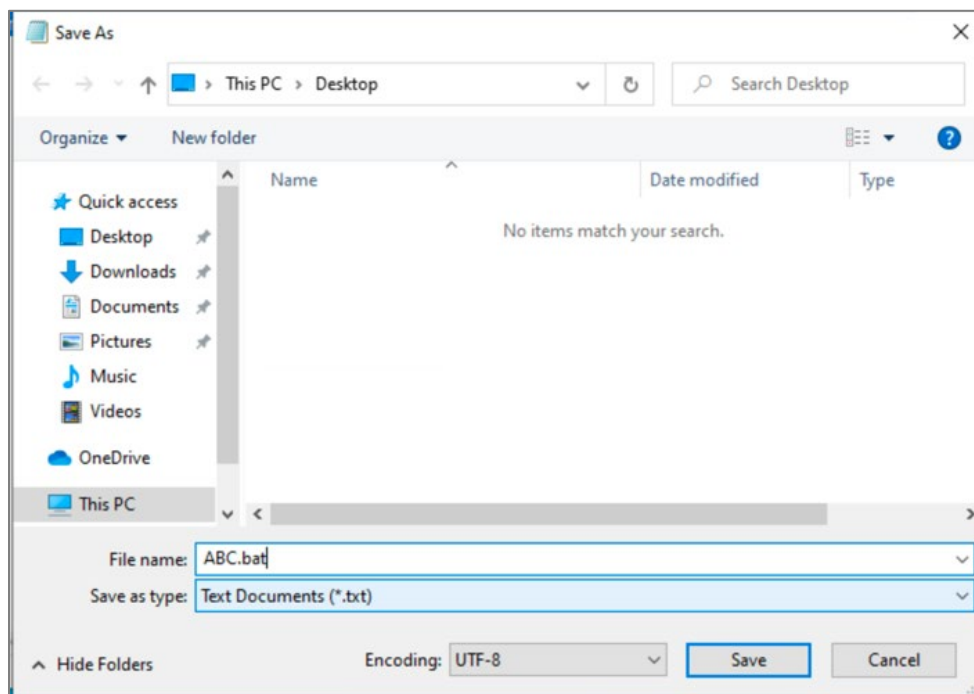 Save As
This PC > Desktop
Search Desktop
Organize
New folder
Name
Date modified
Type
No items match your search.
Quick access
Desktop
Downloads
Documents
Pictures
Music
Videos
OneDrive
This PC
File name: ABC.bat
Save as type: Text Documents (*.txt)
Hide Folders
Encoding: UTF-8
Save
Cancel